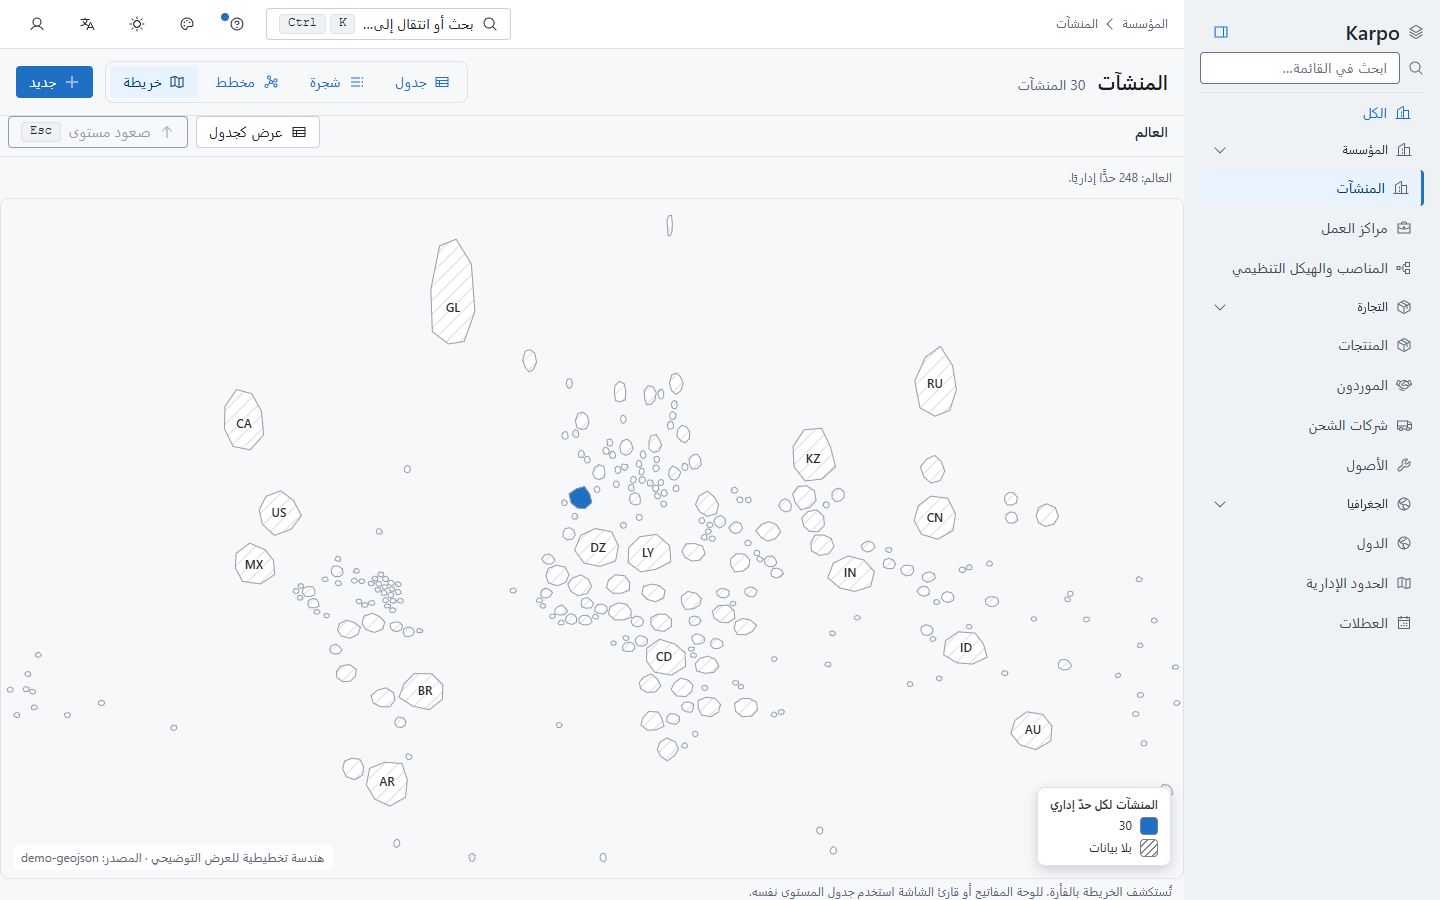 Karpo
ابحث في القائمة...
الكل
المؤسسة
المنشآت
مراكز العمل
المناصب والهيكل التنظيمي
التجارة
المنتجات
الموردون
شركات الشحن
الأصول
الجغرافيا
الدول
الحدود الإدارية
العطلات
المؤسسة
المنشآت
بحث أو انتقال إلى...
Ctrl K
المنشآت
30 المنشآت
جدول
شجرة
مخطط
خريطة
جديد
العالم
عرض كجدول
صعود مستوى
Esc
العالم: 248 حدًّا إداريًا.
GL
CA
US
MX
BR
AR
DZ
LY
CD
KZ
RU
CN
IN
ID
AU
المنشآت لكل حدّ إداري
30
بلا بيانات
هندسة تخطيطية للعرض التوضيحي · المصدر: demo-geojson
تُستكشف الخريطة بالفأرة. للوحة المفاتيح أو قارئ الشاشة استخدم جدول المستوى نفسه.